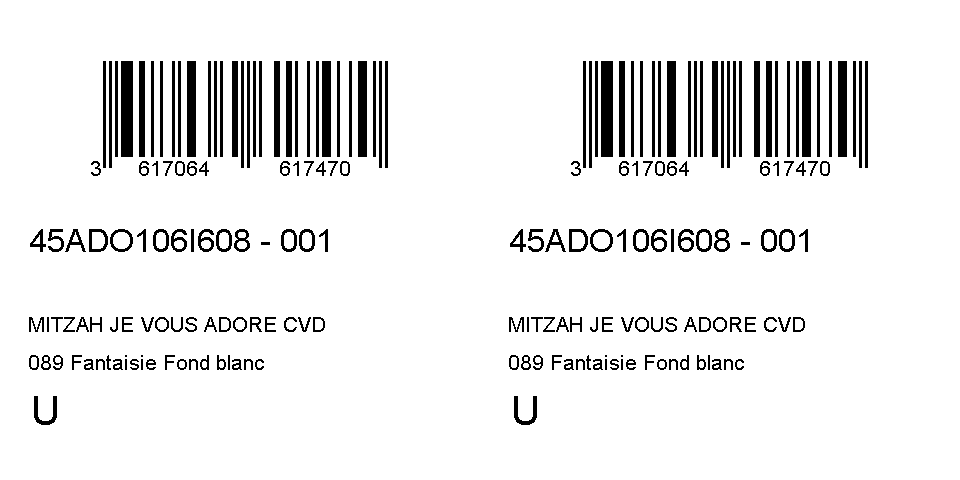 3 617064 617470
45ADO106I608 - 001
MITZAH JE VOUS ADORE CVD
089 Fantaisie Fond blanc
U
3 617064 617470
45ADO106I608 - 001
MITZAH JE VOUS ADORE CVD
089 Fantaisie Fond blanc
U